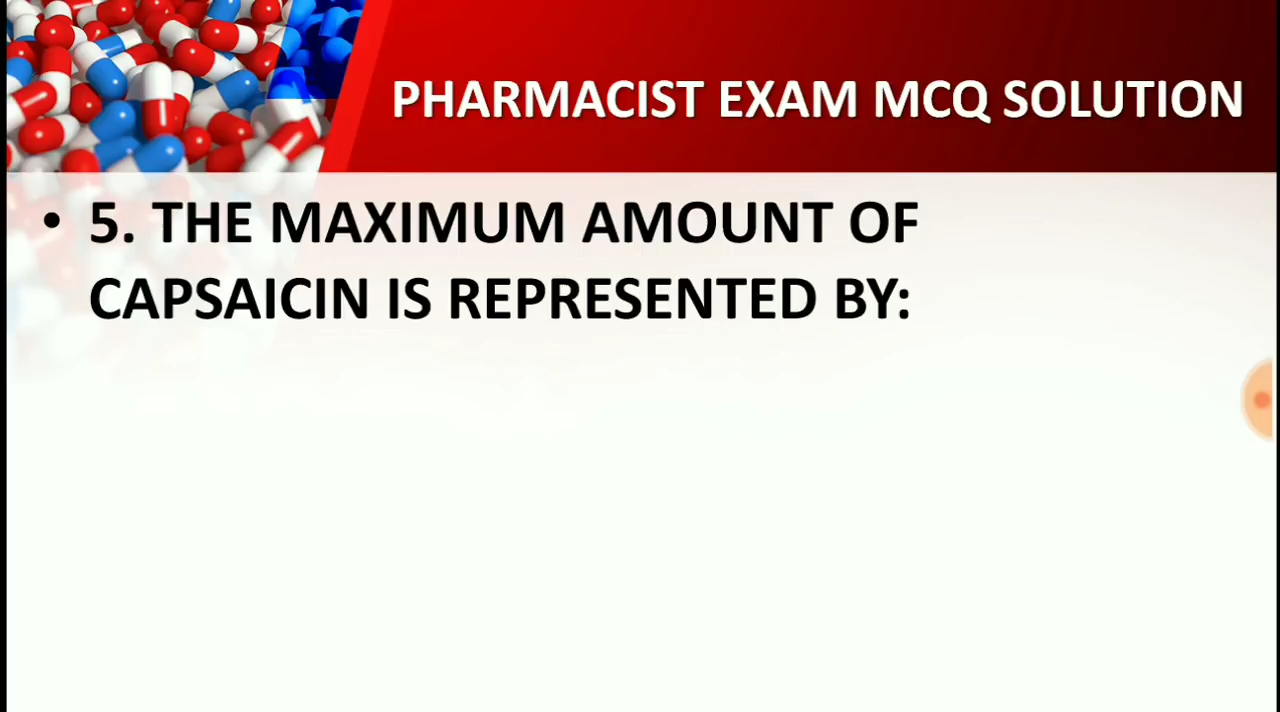 PHARMACIST EXAM MCQ SOLUTION
• 5. THE MAXIMUM AMOUNT OF
CAPSAICIN IS REPRESENTED BY: